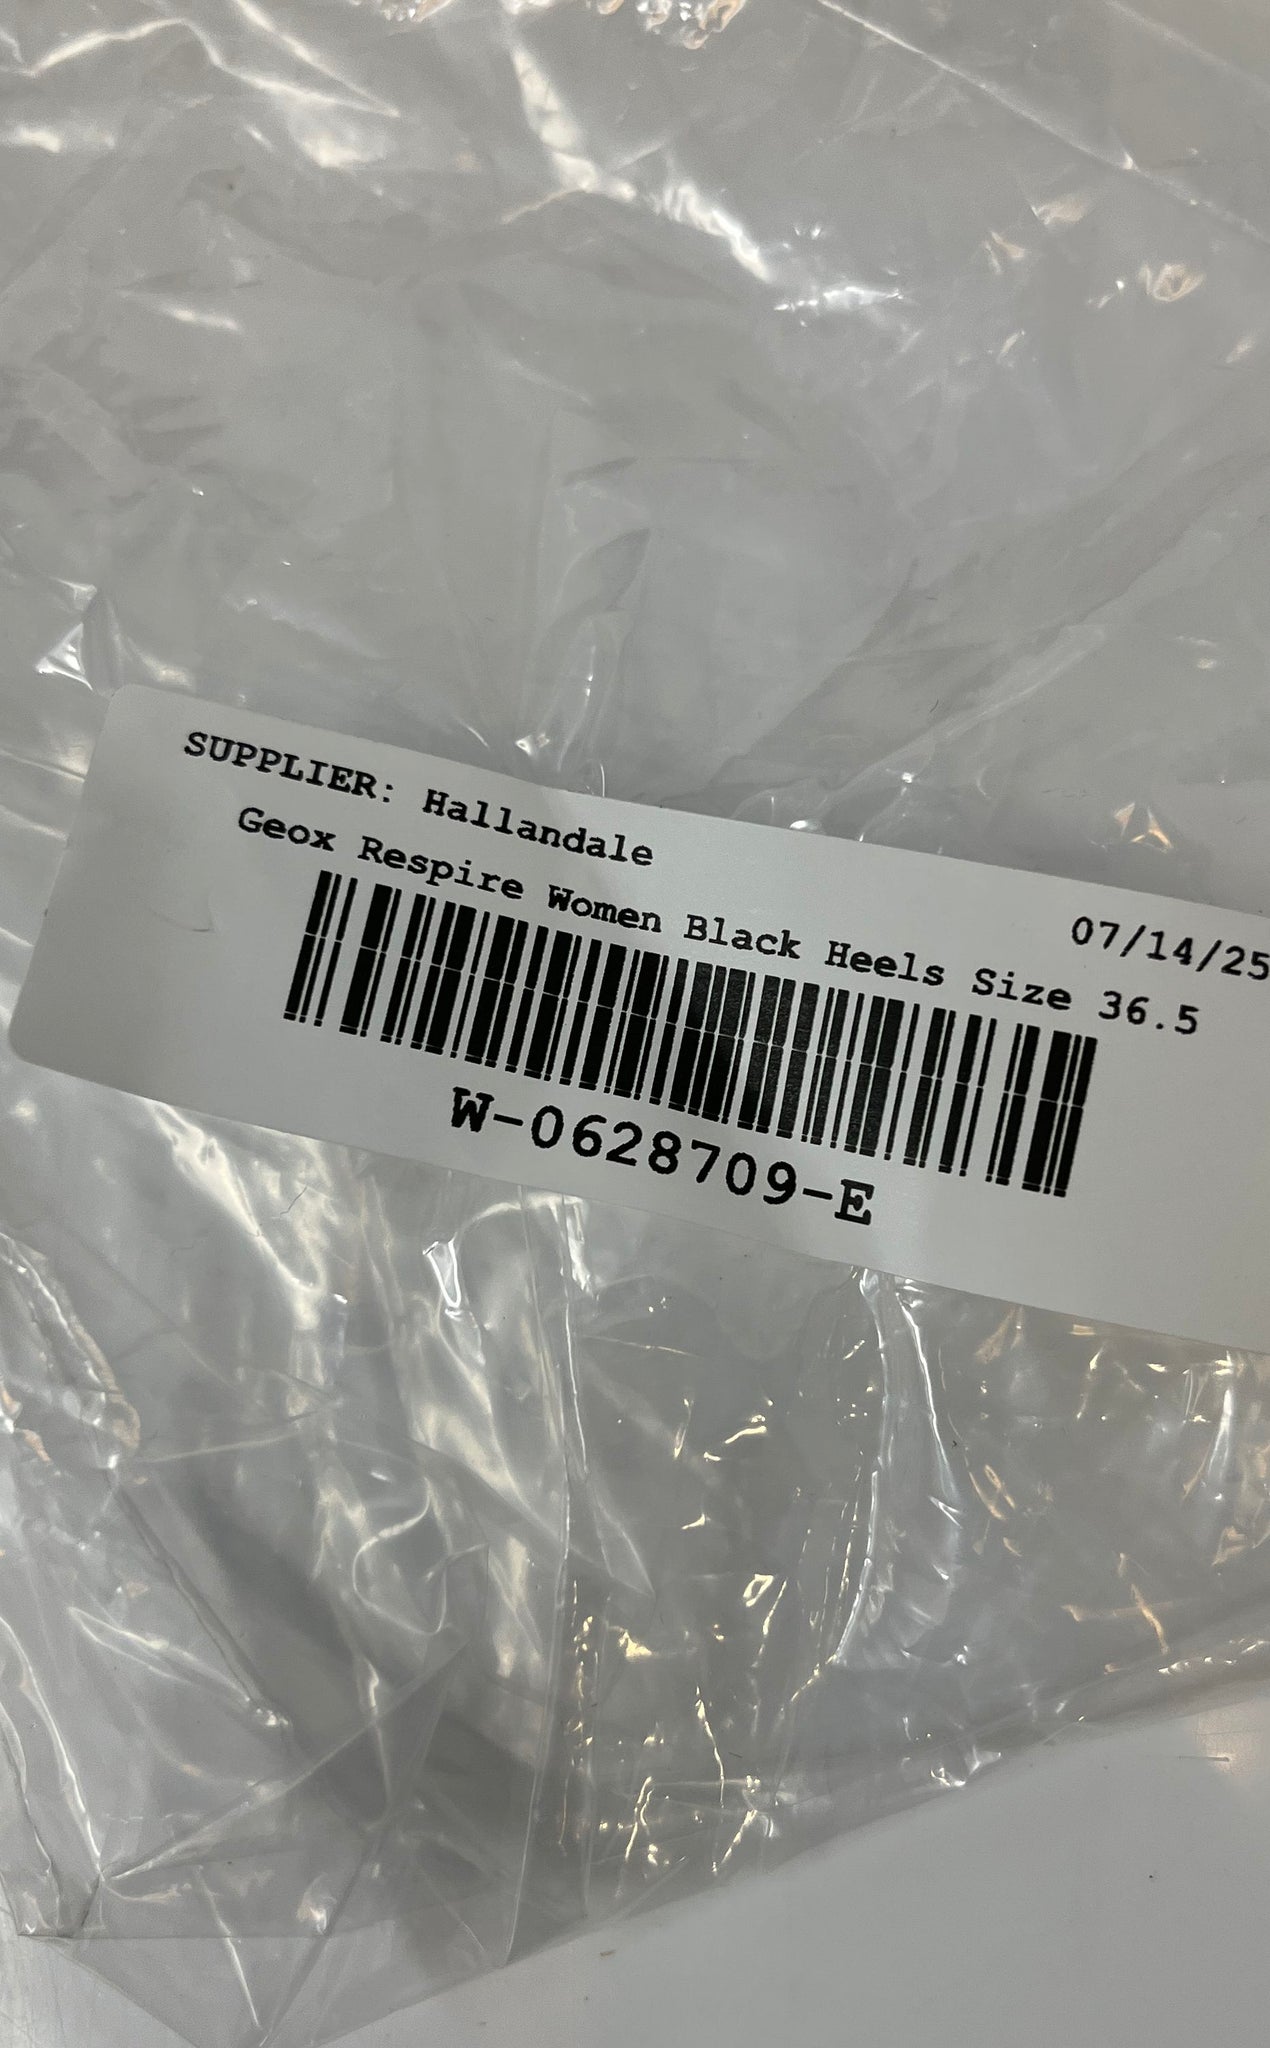 SUPPLIER: Hallandale
07/14/25
Geox Respire Women Black Heels Size 36.5
W-0628709-E